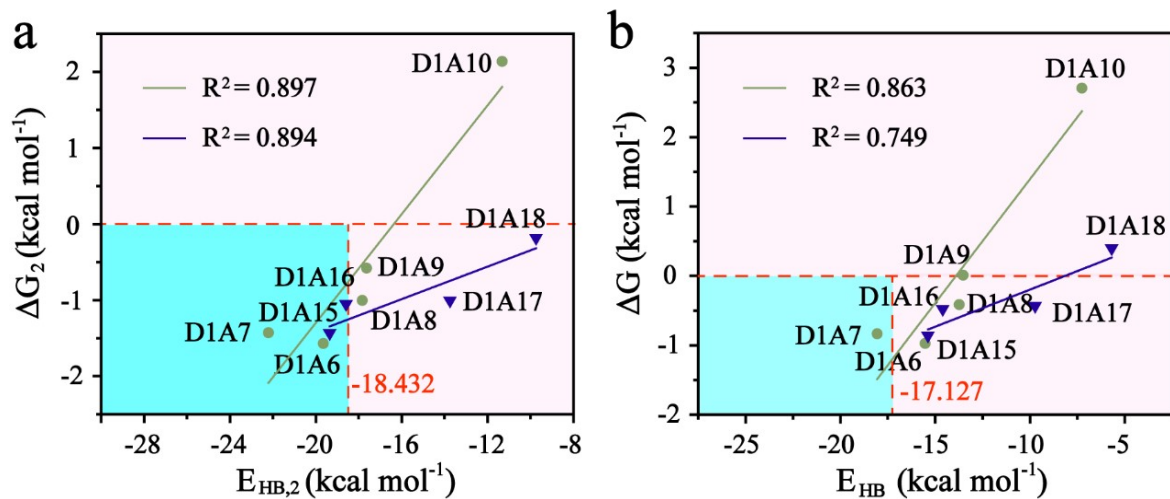 a
ΔG₂ (kcal mol⁻¹)
2
1
0
-1
-2
R² = 0.897
R² = 0.894
D1A10
D1A18
D1A16
D1A9
D1A15
D1A17
D1A7
D1A8
D1A6
-18.432
-28
-24
-20
-16
-12
-8
E_HB,2 (kcal mol⁻¹)
b
ΔG (kcal mol⁻¹)
3
2
1
0
-1
-2
R² = 0.863
R² = 0.749
D1A10
D1A18
D1A9
D1A16
D1A8
D1A17
D1A7
D1A6
D1A15
-17.127
-25
-20
-15
-10
-5
E_HB (kcal mol⁻¹)